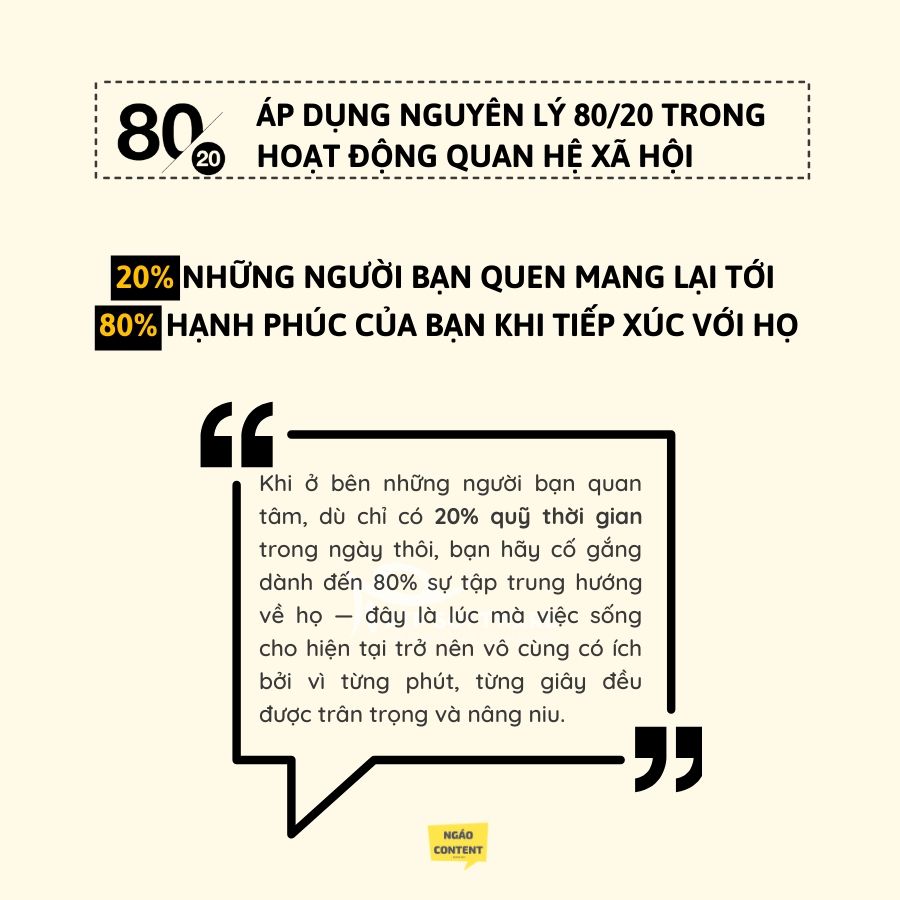 80/20
ÁP DỤNG NGUYÊN LÝ 80/20 TRONG
HOẠT ĐỘNG QUAN HỆ XÃ HỘI
20% NHỮNG NGƯỜI BẠN QUEN MANG LẠI TỚI
80% HẠNH PHÚC CỦA BẠN KHI TIẾP XÚC VỚI HỌ
Khi ở bên những người bạn quan
tâm, dù chỉ có 20% quỹ thời gian
trong ngày thôi, bạn hãy cố gắng
dành đến 80% sự tập trung hướng
về họ — đây là lúc mà việc sống
cho hiện tại trở nên vô cùng có ích
bởi vì từng phút, từng giây đều
được trân trọng và nâng niu.
NGÁO
CONTENT